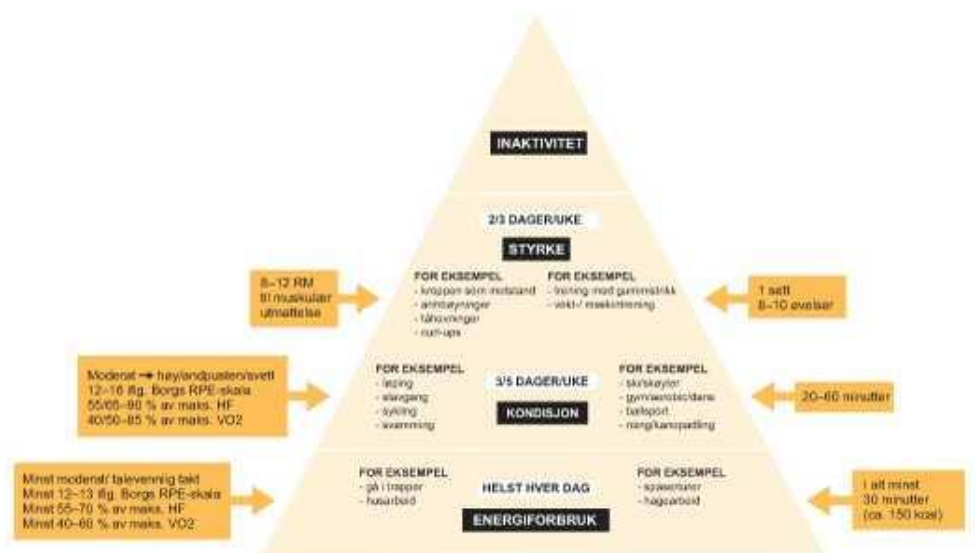 INAKTIVITET
2/3 DAGER/UKE
STYRKE
8–12 RM
til muskulær
utmattelse
FOR EKSEMPEL
- kroppen som motstand
- armbøyninger
- tåhevninger
- curl-ups
FOR EKSEMPEL
- trening med gummistrikk
- vekt-/ maskintrening
1 sett
8–10 øvelser
Moderat → høy/andpusten/svett
12–16 iflg. Borgs RPE-skala
55/65–90 % av maks. HF
40/50–85 % av maks. VO2
FOR EKSEMPEL
- løping
- stavgang
- sykling
- svømming
3/5 DAGER/UKE
KONDISJON
FOR EKSEMPEL
- ski/skøyter
- gym/aerobic/dans
- ballsport
- roing/kanopadling
20–60 minutter
Minst moderat/ talevennlig takt
Minst 12–13 iflg. Borgs RPE-skala
Minst 55–70 % av maks. HF
Minst 40–60 % av maks. VO2
FOR EKSEMPEL
- gå i trapper
- husarbeid
HELST HVER DAG
ENERGIFORBRUK
FOR EKSEMPEL
- spaserturer
- hagearbeid
I alt minst
30 minutter
(ca. 150 kcal)